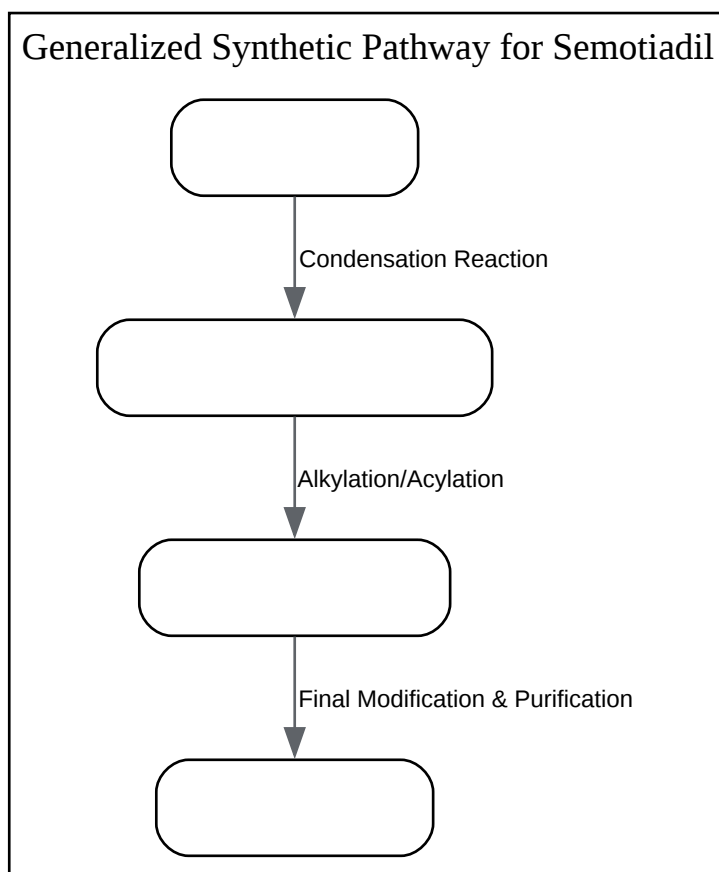 Generalized Synthetic Pathway for Semotiadil
Condensation Reaction
Alkylation/Acylation
Final Modification & Purification